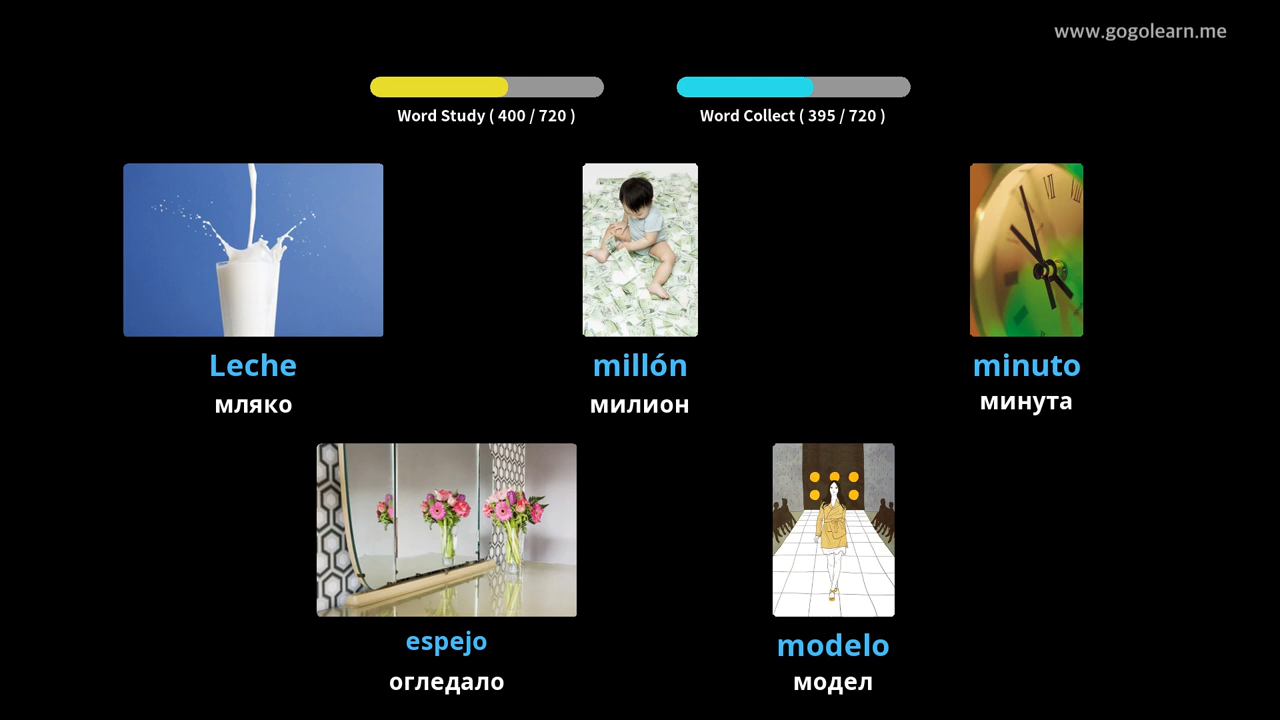 www.gogolearn.me
Word Study ( 400 / 720 )
Word Collect ( 395 / 720 )
Leche
мляко
millón
милион
minuto
минута
espejo
огледало
modelo
модел